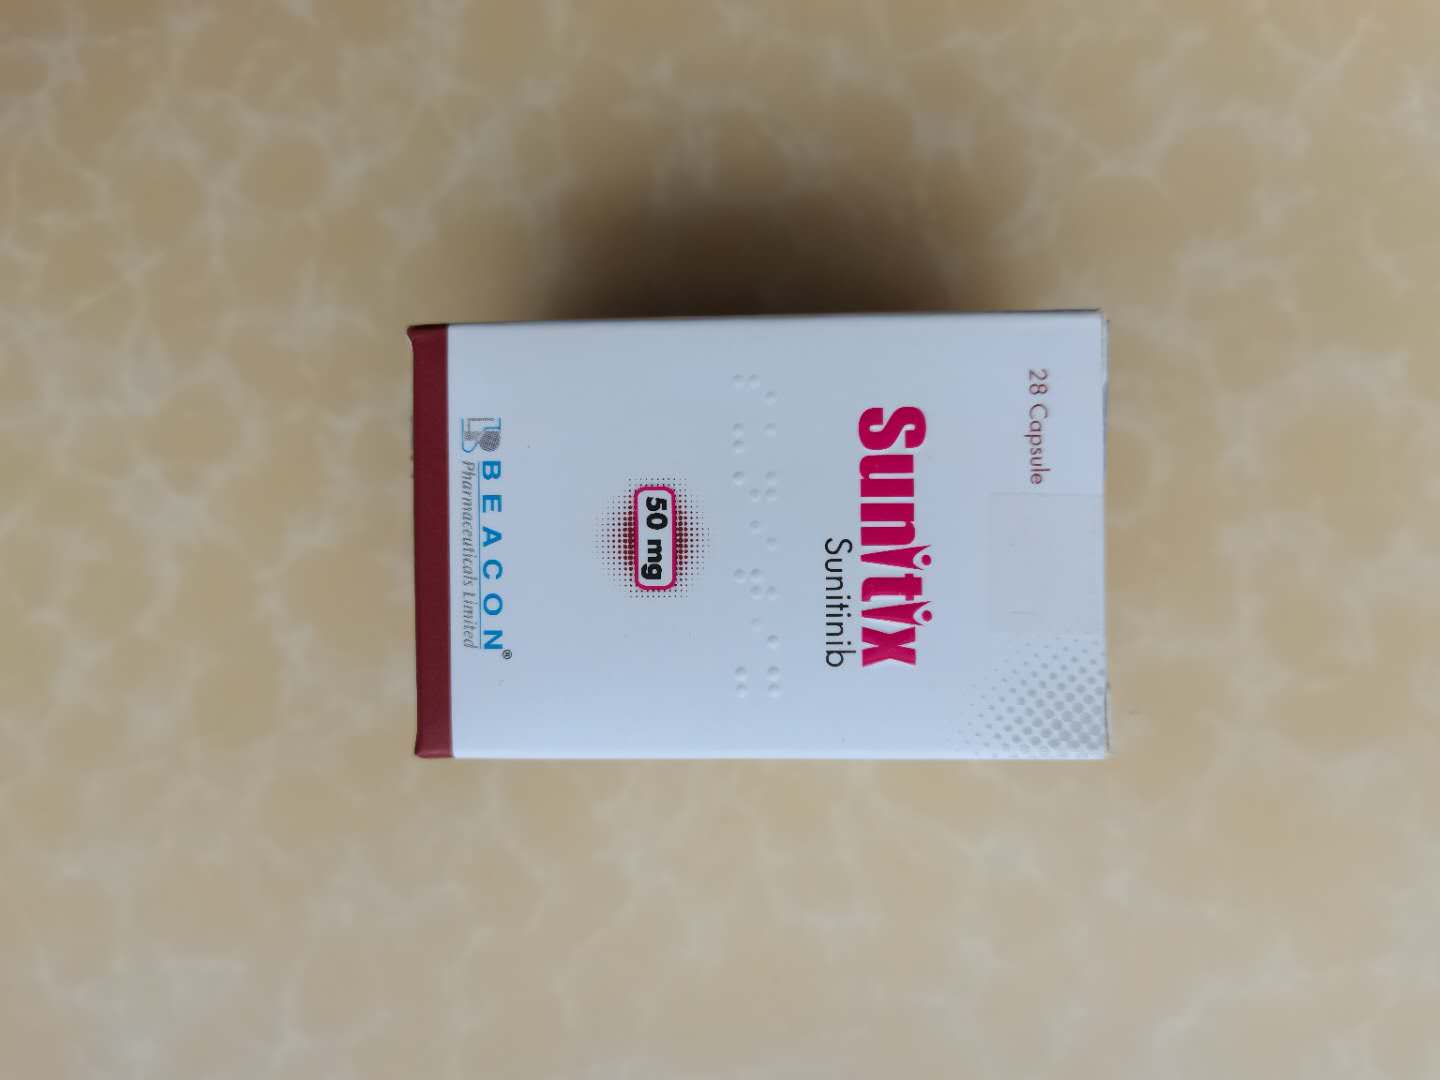 28 Capsule
Sunitix
Sunitinib
50 mg
BEACON®
Pharmaceuticals Limited